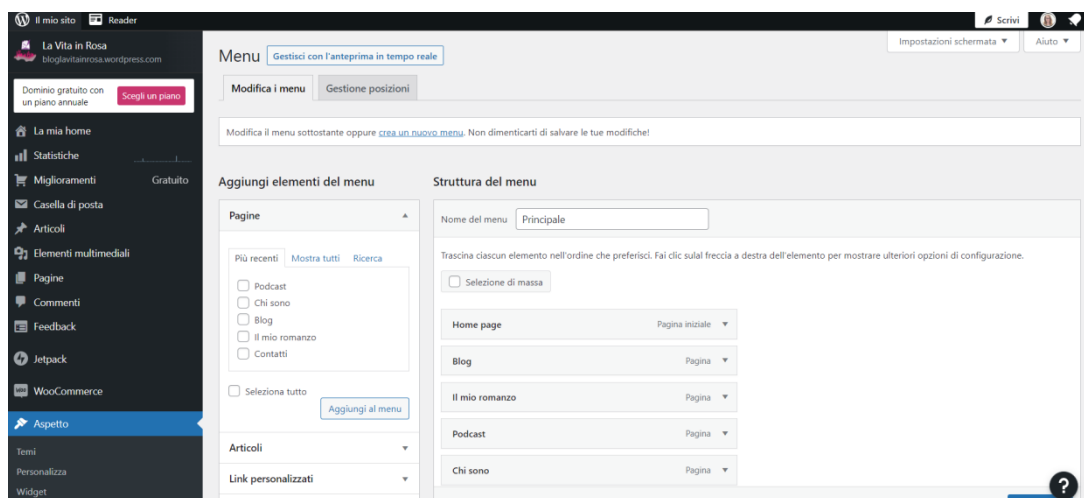 Il mio sito Reader Scrivi
La Vita in Rosa
bloglavitainrosa.wordpress.com
Dominio gratuito con
un piano annuale
Scegli un piano
La mia home
Statistiche
Miglioramenti Gratuito
Casella di posta
Articoli
Elementi multimediali
Pagine
Commenti
Feedback
Jetpack
WooCommerce
Aspetto
Temi
Personalizza
Widget
Impostazioni schermata ▼ Aiuto ▼
Menu Gestisci con l'anteprima in tempo reale
Modifica i menu Gestione posizioni
Modifica il menu sottostante oppure crea un nuovo menu. Non dimenticarti di salvare le tue modifiche!
Aggiungi elementi del menu
Pagine
Più recenti Mostra tutti Ricerca
Podcast
Chi sono
Blog
Il mio romanzo
Contatti
Seleziona tutto
Aggiungi al menu
Articoli
Link personalizzati
Struttura del menu
Nome del menu Principale
Trascina ciascun elemento nell'ordine che preferisci. Fai clic sulal freccia a destra dell'elemento per mostrare ulteriori opzioni di configurazione.
Selezione di massa
Home page Pagina iniziale
Blog Pagina
Il mio romanzo Pagina
Podcast Pagina
Chi sono Pagina
?